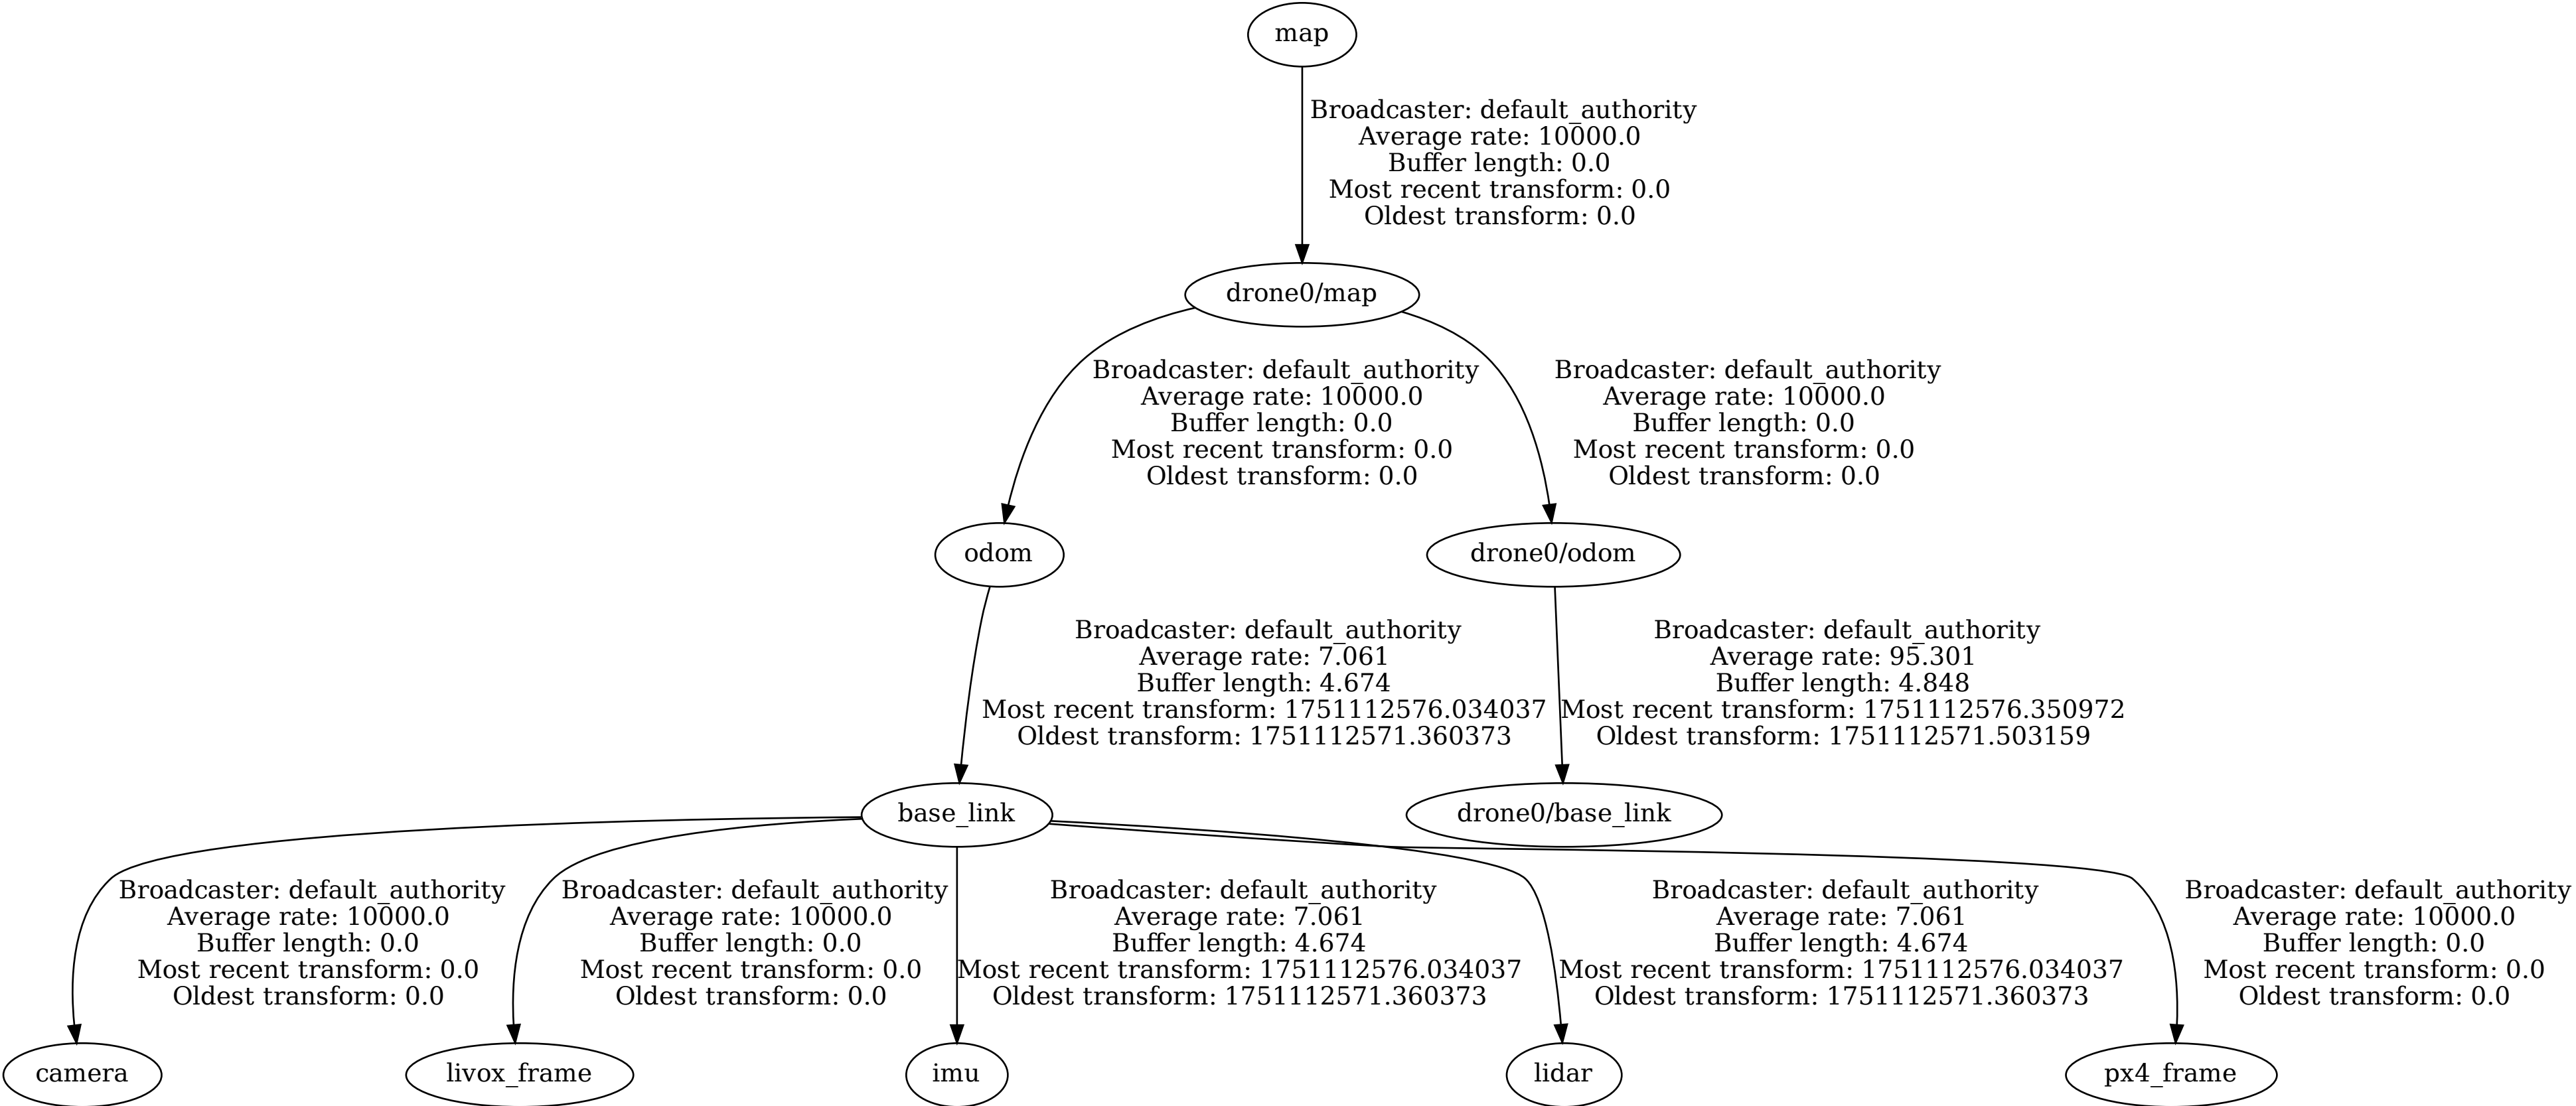 map
Broadcaster: default_authority
Average rate: 10000.0
Buffer length: 0.0
Most recent transform: 0.0
Oldest transform: 0.0
drone0/map
Broadcaster: default_authority
Average rate: 10000.0
Buffer length: 0.0
Most recent transform: 0.0
Oldest transform: 0.0
Broadcaster: default_authority
Average rate: 10000.0
Buffer length: 0.0
Most recent transform: 0.0
Oldest transform: 0.0
odom
drone0/odom
Broadcaster: default_authority
Average rate: 7.061
Buffer length: 4.674
Most recent transform: 1751112576.034037
Oldest transform: 1751112571.360373
Broadcaster: default_authority
Average rate: 95.301
Buffer length: 4.848
Most recent transform: 1751112576.350972
Oldest transform: 1751112571.503159
base_link
drone0/base_link
Broadcaster: default_authority
Average rate: 10000.0
Buffer length: 0.0
Most recent transform: 0.0
Oldest transform: 0.0
Broadcaster: default_authority
Average rate: 10000.0
Buffer length: 0.0
Most recent transform: 0.0
Oldest transform: 0.0
Broadcaster: default_authority
Average rate: 7.061
Buffer length: 4.674
Most recent transform: 1751112576.034037
Oldest transform: 1751112571.360373
Broadcaster: default_authority
Average rate: 7.061
Buffer length: 4.674
Most recent transform: 1751112576.034037
Oldest transform: 1751112571.360373
Broadcaster: default_authority
Average rate: 10000.0
Buffer length: 0.0
Most recent transform: 0.0
Oldest transform: 0.0
camera
livox_frame
imu
lidar
px4_frame